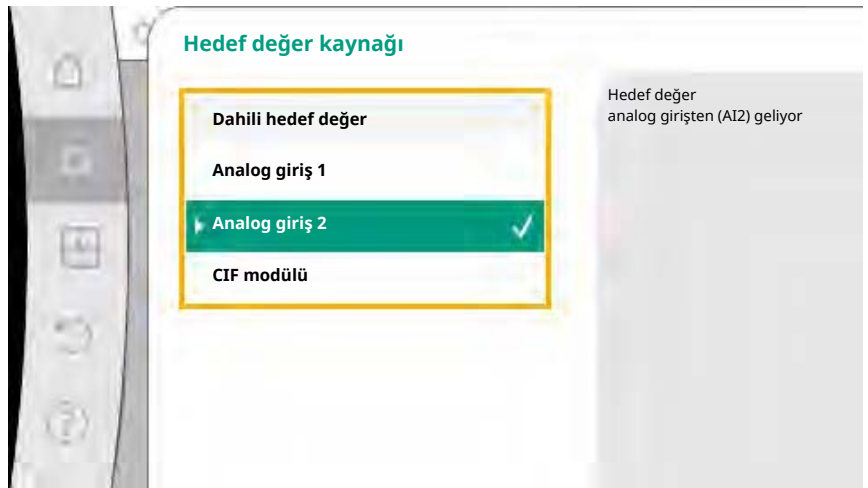 Hedef değer kaynağı
Dahili hedef değer
Analog giriş 1
Analog giriş 2
CIF modülü
Hedef değer
analog girişten (AI2) geliyor